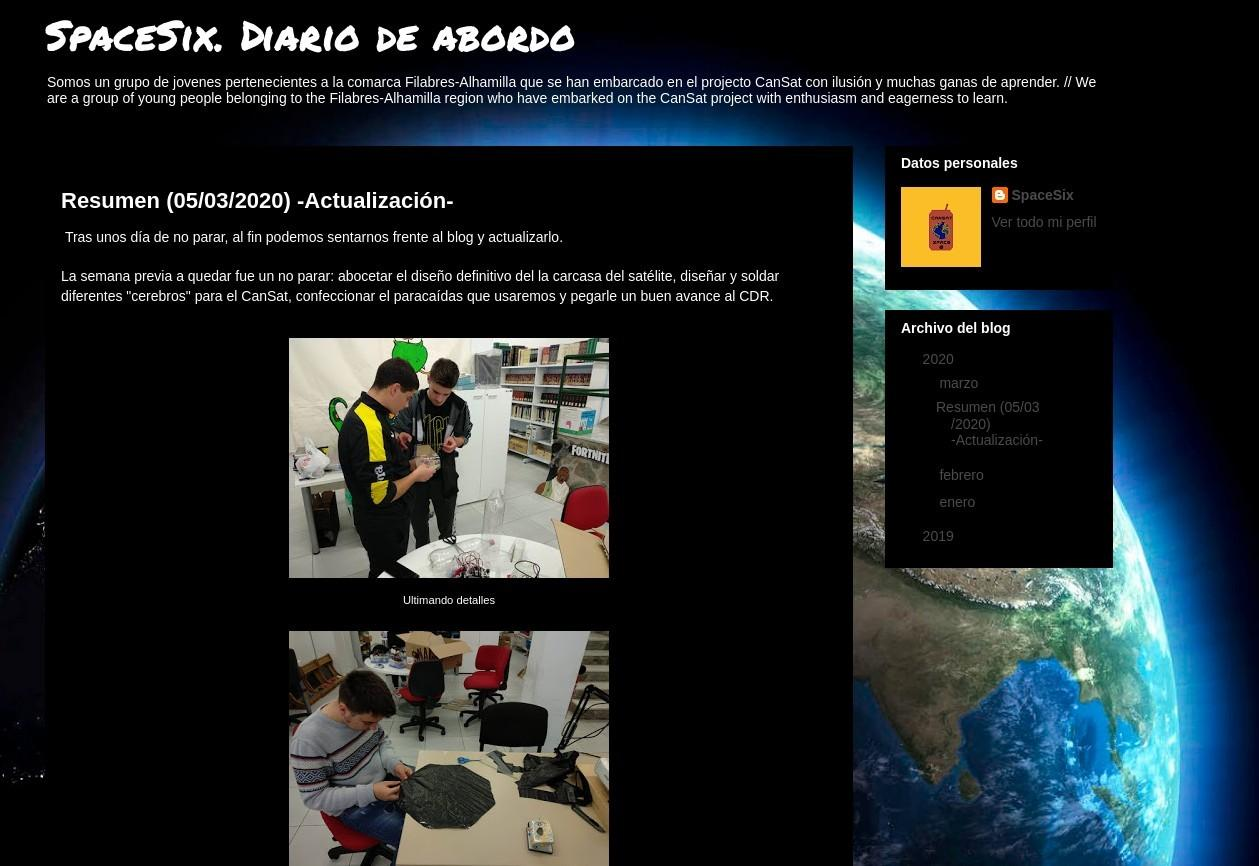 SpaceSix. Diario de abordo
Somos un grupo de jovenes pertenecientes a la comarca Filabres-Alhamilla que se han embarcado en el projecto CanSat con ilusión y muchas ganas de aprender. // We
are a group of young people belonging to the Filabres-Alhamilla region who have embarked on the CanSat project with enthusiasm and eagerness to learn.
Resumen (05/03/2020) -Actualización-
Tras unos día de no parar, al fin podemos sentarnos frente al blog y actualizarlo.
La semana previa a quedar fue un no parar: abocetar el diseño definitivo del la carcasa del satélite, diseñar y soldar
diferentes "cerebros" para el CanSat, confeccionar el paracaídas que usaremos y pegarle un buen avance al CDR.
FORTNITE
Ultimando detalles
Datos personales
CANSAT
SPACE
SpaceSix
Ver todo mi perfil
Archivo del blog
2020
marzo
Resumen (05/03
/2020)
-Actualización-
febrero
enero
2019